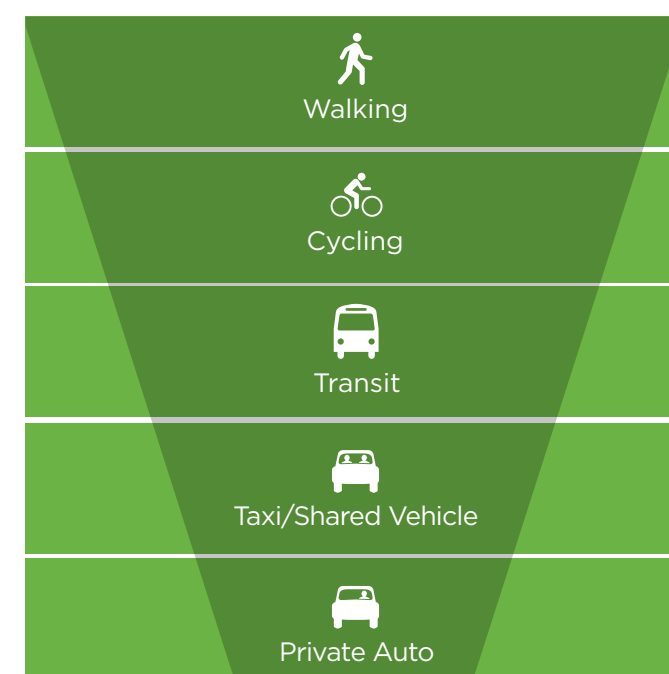 Walking
Cycling
Transit
Taxi/Shared Vehicle
Private Auto